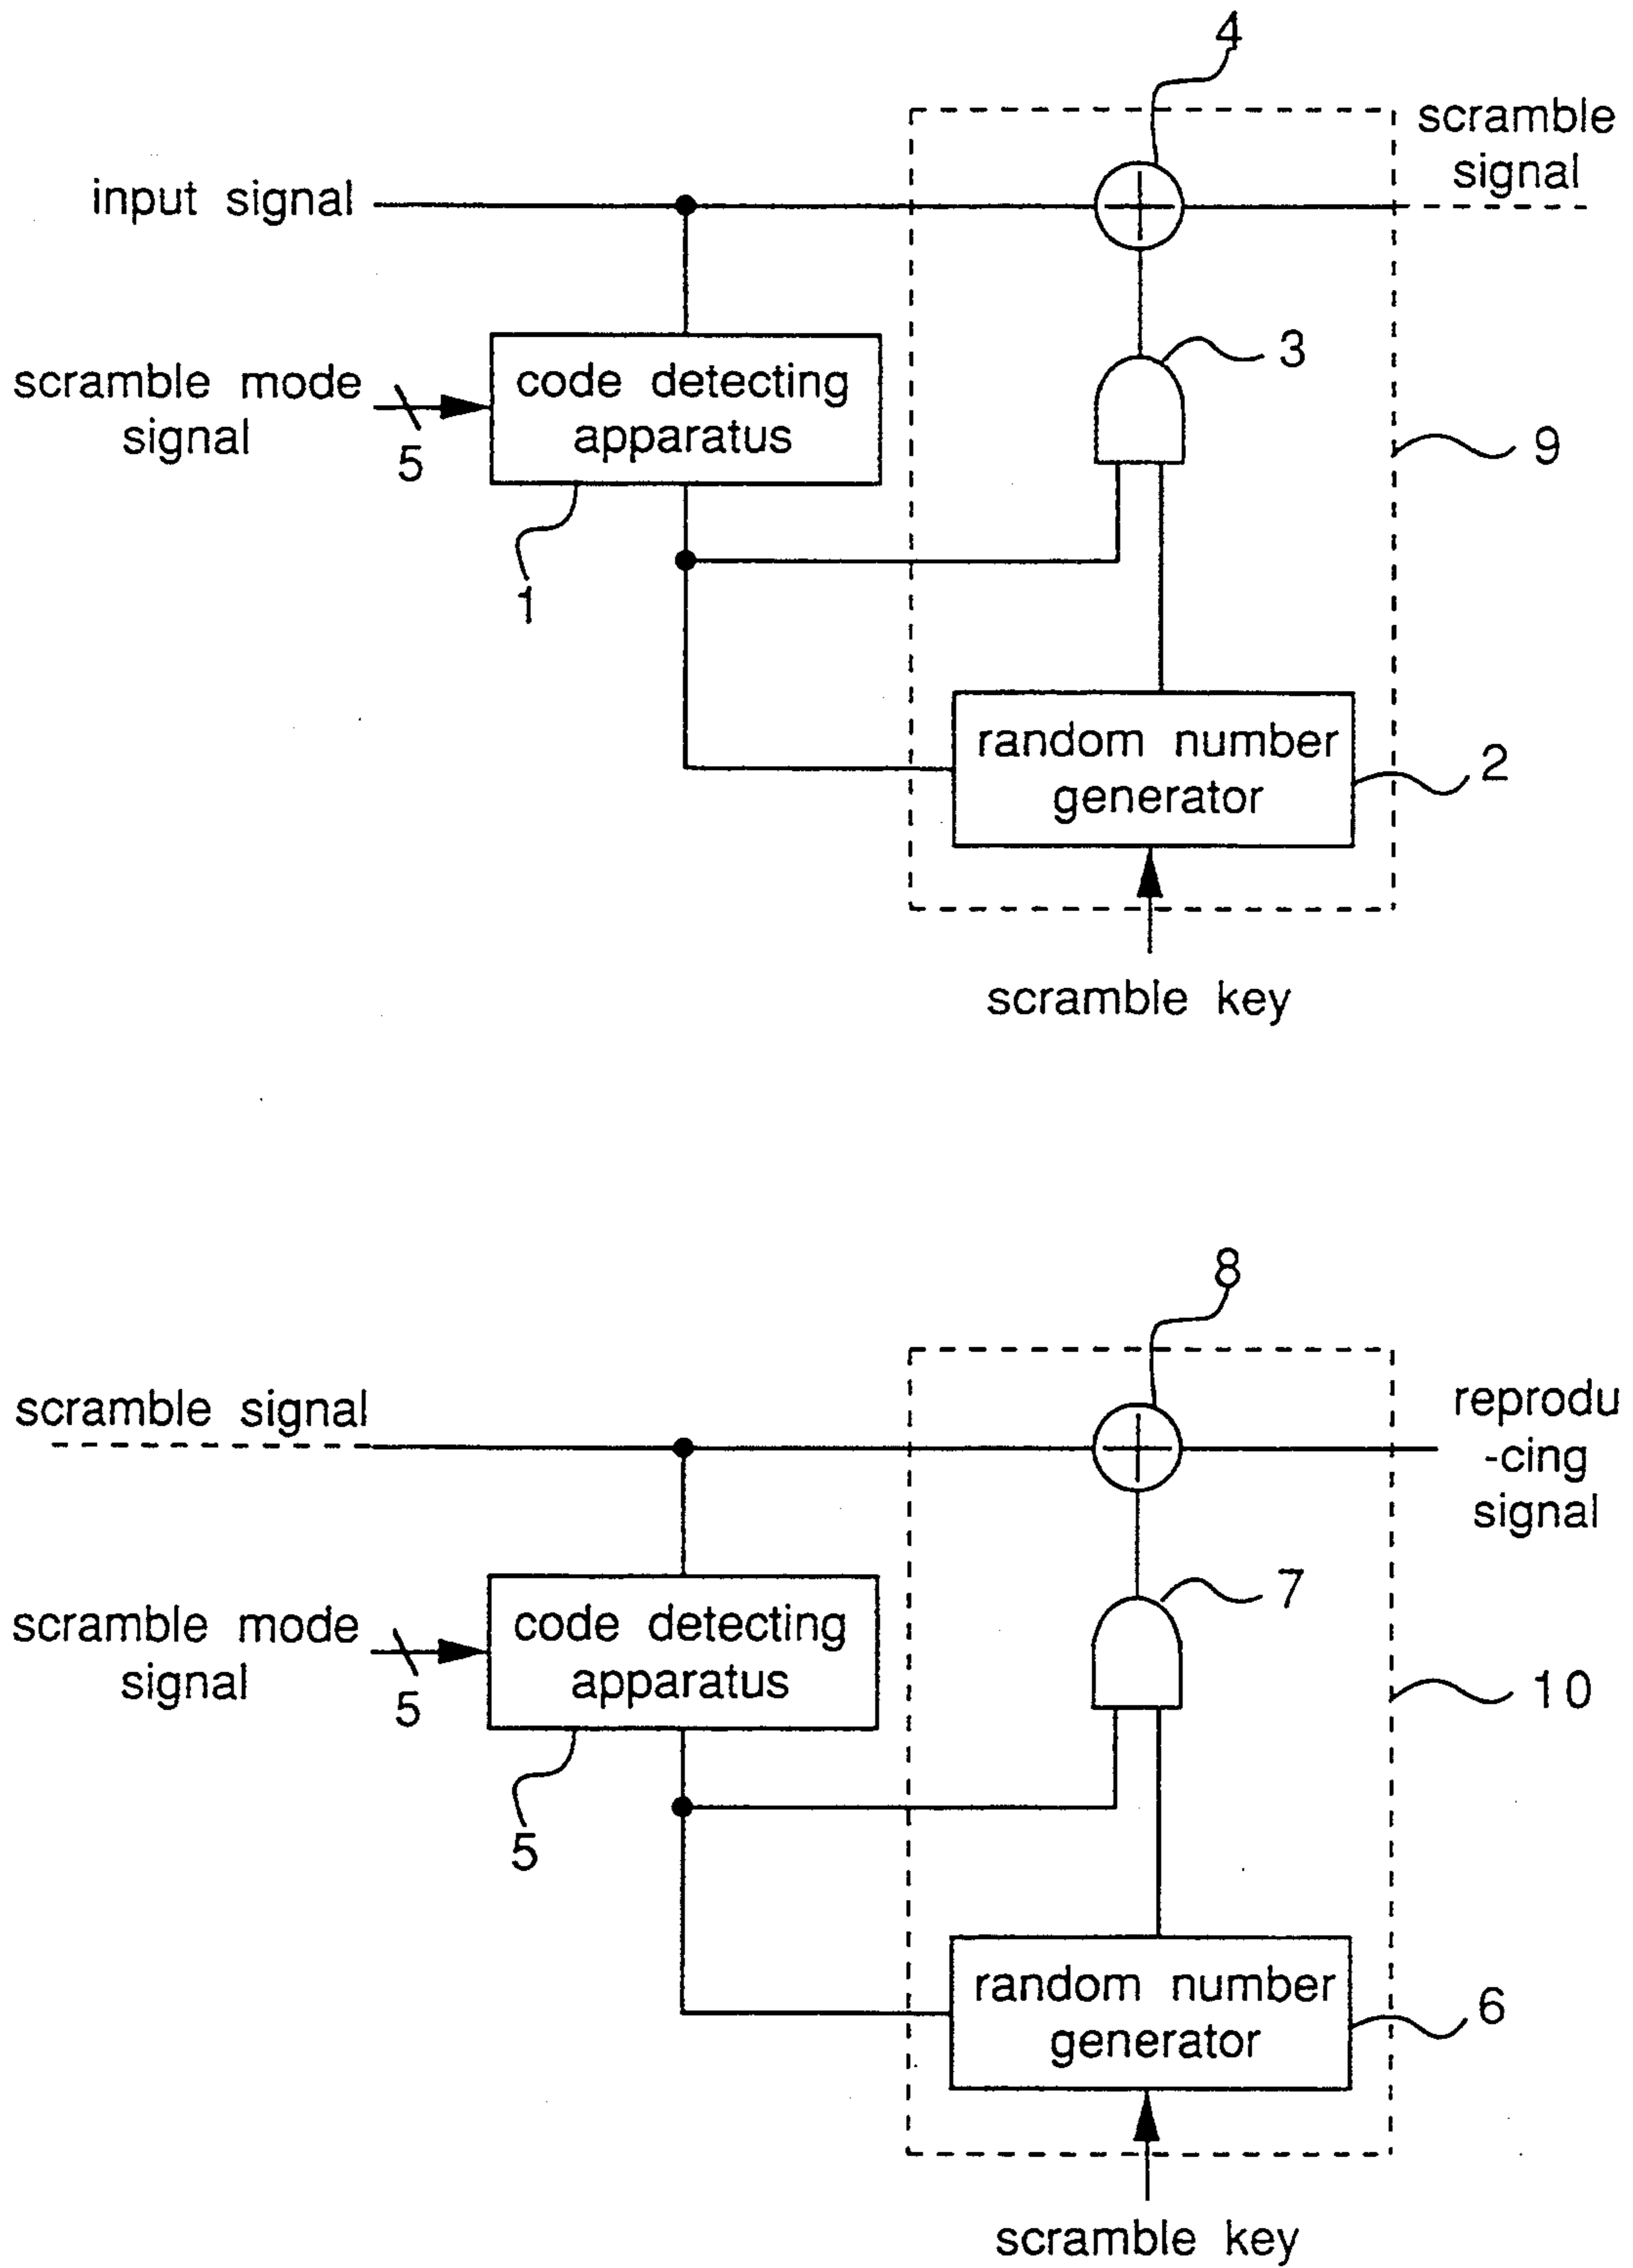 4
scramble
signal
input signal
3
scramble mode
signal
5
code detecting
apparatus
9
1
random number
generator
2
scramble key
8
scramble signal
reprodu
-cing
signal
7
scramble mode
signal
5
code detecting
apparatus
10
5
random number
generator
6
scramble key